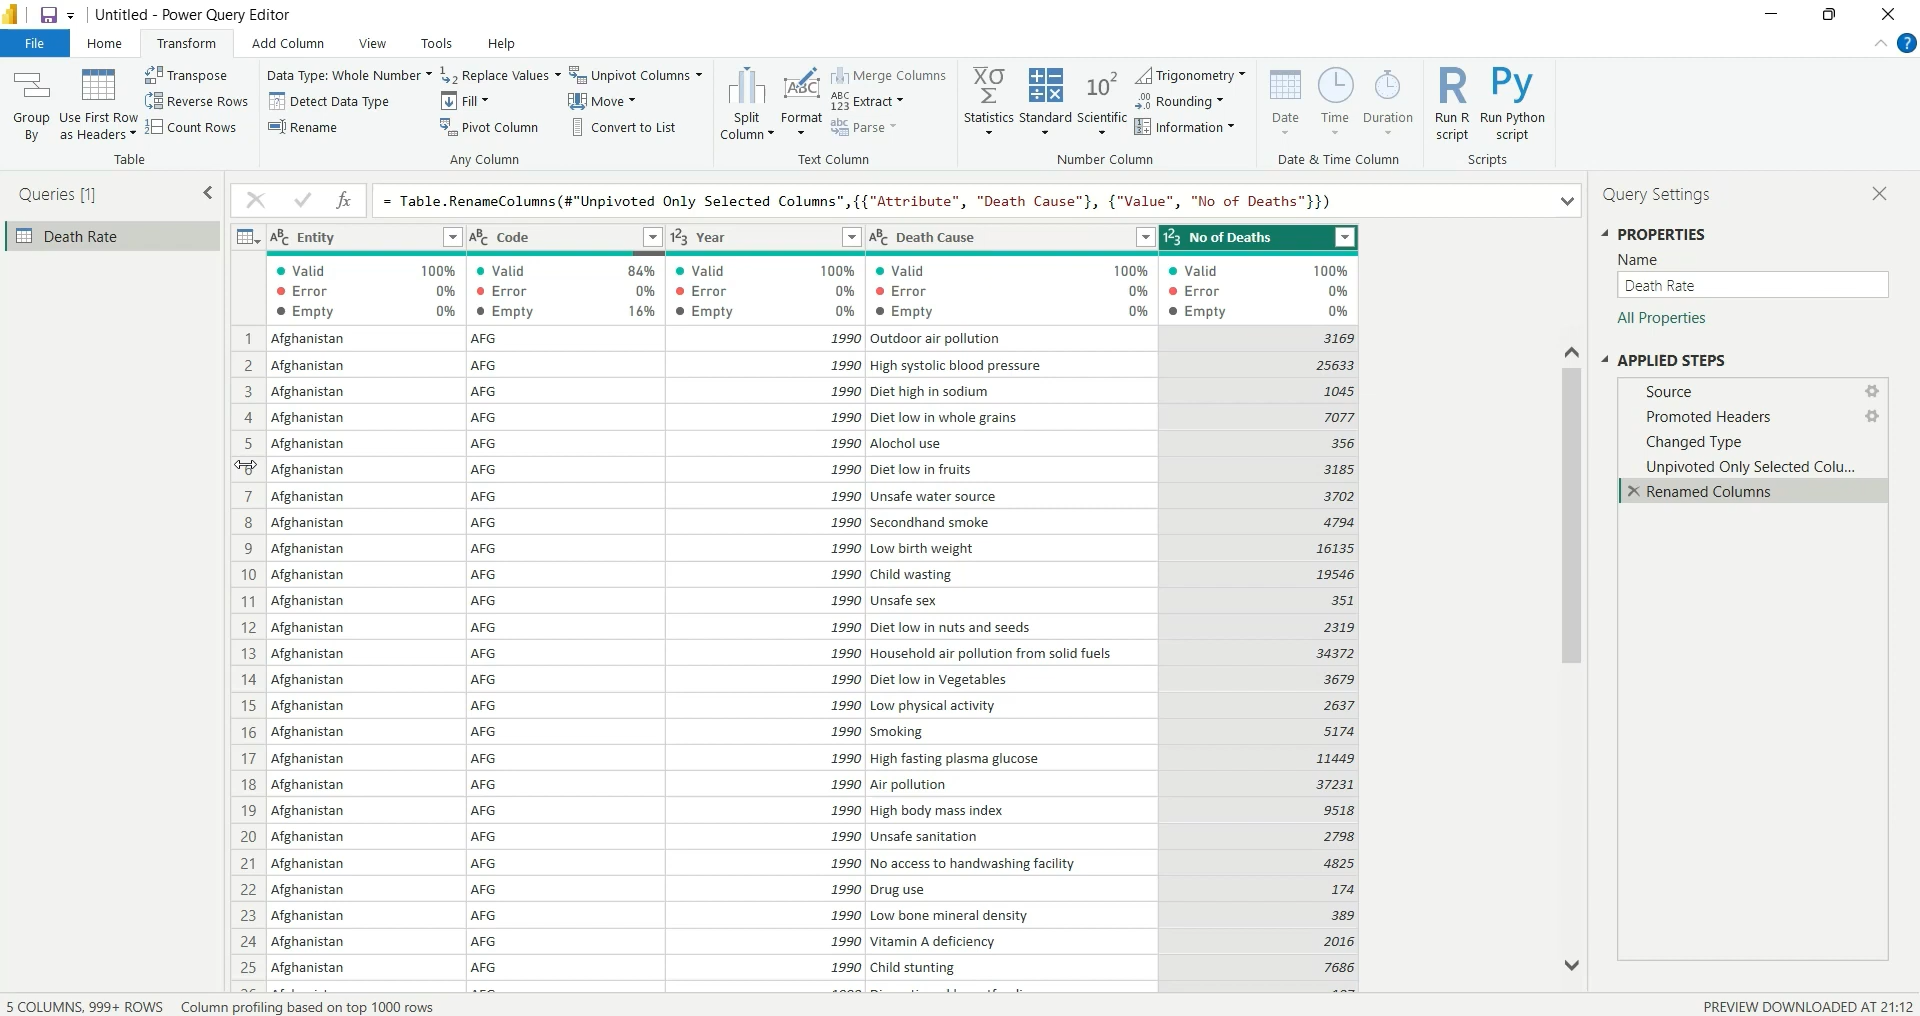 Untitled - Power Query Editor
File Home Transform Add Column View Tools Help
Group By
Use First Row as Headers
Transpose
Reverse Rows
Count Rows
Table
Data Type: Whole Number
Detect Data Type
Rename
Replace Values
Fill
Pivot Column
Unpivot Columns
Move
Convert to List
Any Column
Split Column
Format
Merge Columns
Extract
Parse
Text Column
Statistics
Standard
Scientific
Trigonometry
Rounding
Information
Number Column
Date
Time
Duration
Date & Time Column
Run R script
Run Python script
Scripts
Queries [1]
Death Rate
= Table.RenameColumns(#"Unpivoted Only Selected Columns",{{"Attribute", "Death Cause"}, {"Value", "No of Deaths"}})
Entity Code Year Death Cause No of Deaths
Valid 100% Valid 84% Valid 100% Valid 100% Valid 100%
Error 0% Error 0% Error 0% Error 0% Error 0%
Empty 0% Empty 16% Empty 0% Empty 0% Empty 0%
1 Afghanistan AFG 1990 Outdoor air pollution 3169
2 Afghanistan AFG 1990 High systolic blood pressure 25633
3 Afghanistan AFG 1990 Diet high in sodium 1045
4 Afghanistan AFG 1990 Diet low in whole grains 7077
5 Afghanistan AFG 1990 Alochol use 356
6 Afghanistan AFG 1990 Diet low in fruits 3185
7 Afghanistan AFG 1990 Unsafe water source 3702
8 Afghanistan AFG 1990 Secondhand smoke 4794
9 Afghanistan AFG 1990 Low birth weight 16135
10 Afghanistan AFG 1990 Child wasting 19546
11 Afghanistan AFG 1990 Unsafe sex 351
12 Afghanistan AFG 1990 Diet low in nuts and seeds 2319
13 Afghanistan AFG 1990 Household air pollution from solid fuels 34372
14 Afghanistan AFG 1990 Diet low in Vegetables 3679
15 Afghanistan AFG 1990 Low physical activity 2637
16 Afghanistan AFG 1990 Smoking 5174
17 Afghanistan AFG 1990 High fasting plasma glucose 11449
18 Afghanistan AFG 1990 Air pollution 37231
19 Afghanistan AFG 1990 High body mass index 9518
20 Afghanistan AFG 1990 Unsafe sanitation 2798
21 Afghanistan AFG 1990 No access to handwashing facility 4825
22 Afghanistan AFG 1990 Drug use 174
23 Afghanistan AFG 1990 Low bone mineral density 389
24 Afghanistan AFG 1990 Vitamin A deficiency 2016
25 Afghanistan AFG 1990 Child stunting 7686
Query Settings
PROPERTIES
Name
Death Rate
All Properties
APPLIED STEPS
Source
Promoted Headers
Changed Type
Unpivoted Only Selected Colu...
Renamed Columns
5 COLUMNS, 999+ ROWS Column profiling based on top 1000 rows
PREVIEW DOWNLOADED AT 21:12